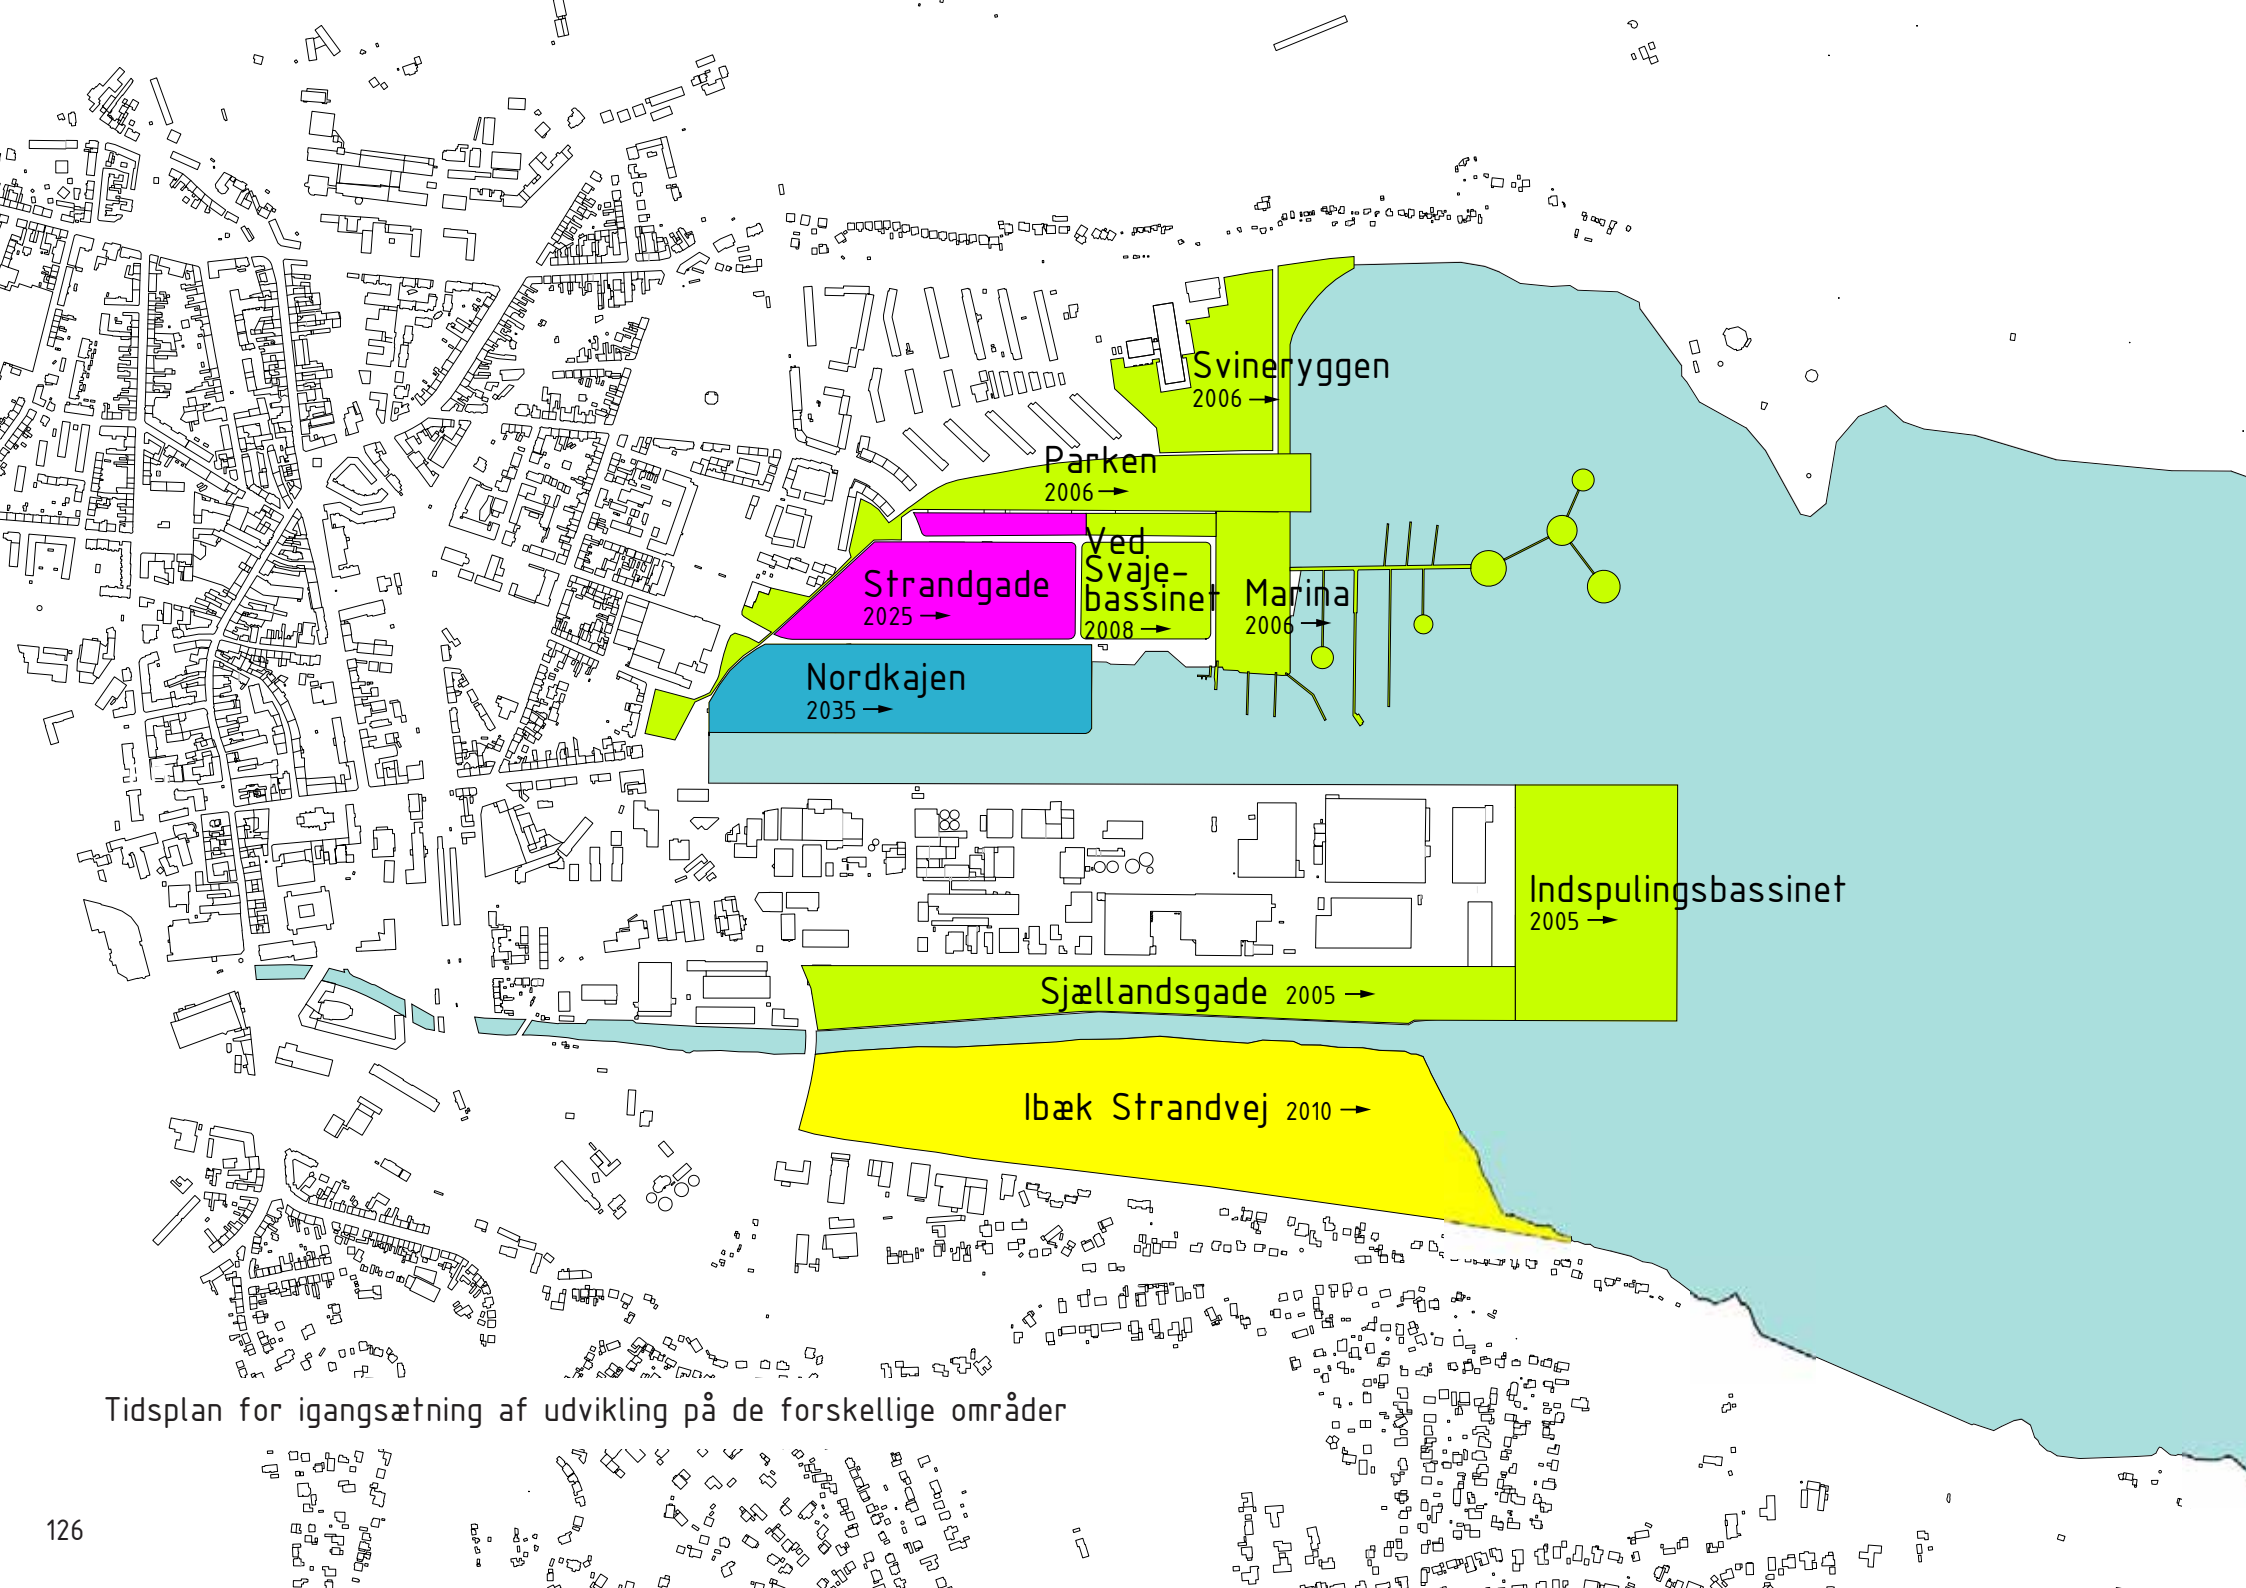 Svineryggen
2006
Parken
2006
Ved
Svaje-
bassinet
2008
Strandgade
2025
Marina
2006
Nordkajen
2035
Indspulingsbassinet
2005
Sjællandsgade 2005
Ibæk Strandvej 2010
Tidsplan for igangsætning af udvikling på de forskellige områder
126